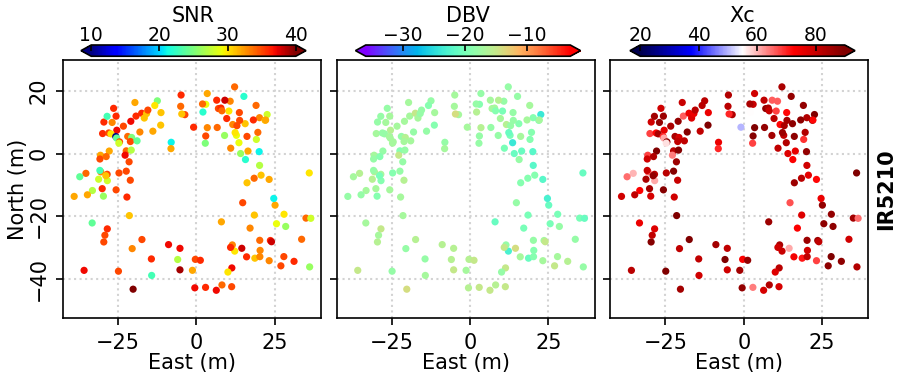 SNR DBV Xc
10 20 30 40 −30 −20 −10 20 40 60 80
20
0
−20
−40
North (m)
IR5210
−25 0 25 −25 0 25 −25 0 25
East (m) East (m) East (m)